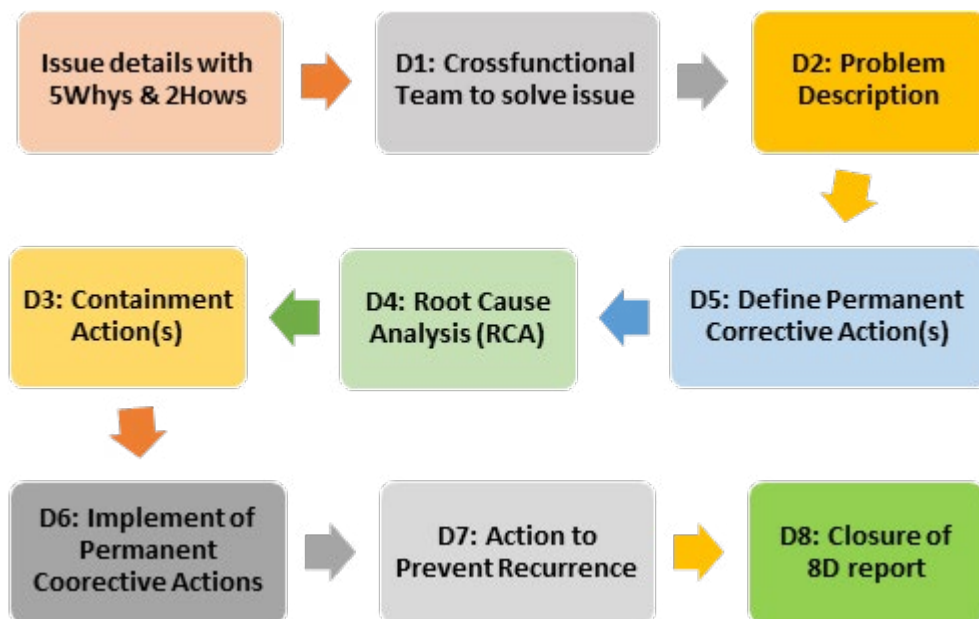 Issue details with
5Whys & 2Hows
D1: Crossfunctional
Team to solve issue
D2: Problem
Description
D3: Containment
Action(s)
D4: Root Cause
Analysis (RCA)
D5: Define Permanent
Corrective Action(s)
D6: Implement of
Permanent
Coorective Actions
D7: Action to
Prevent Recurrence
D8: Closure of
8D report